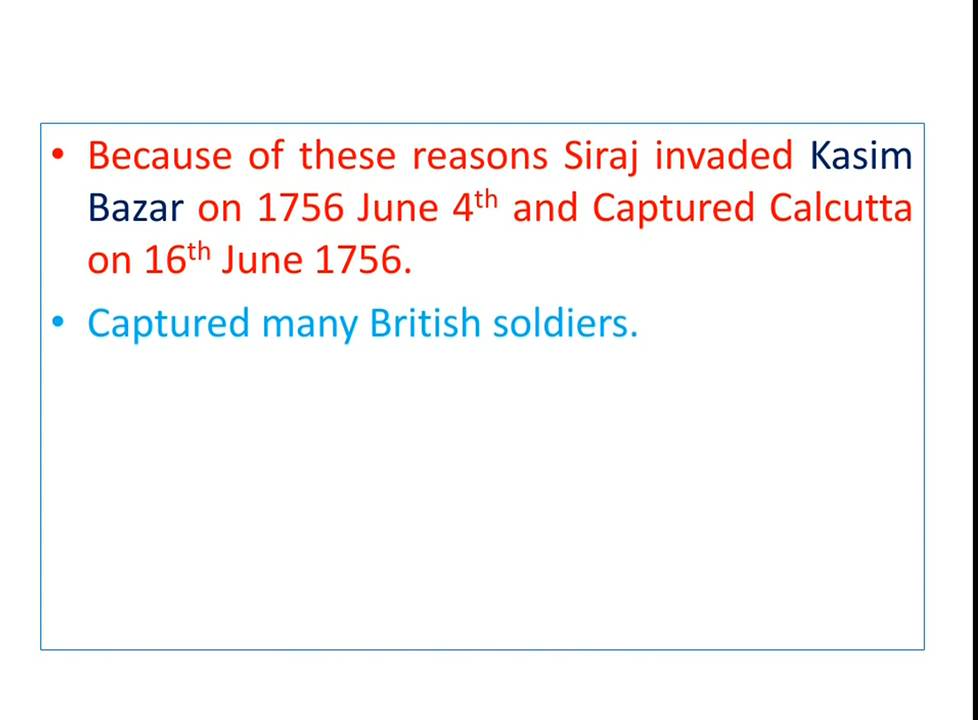 • Because of these reasons Siraj invaded Kasim
Bazar on 1756 June 4th and Captured Calcutta
on 16th June 1756.
• Captured many British soldiers.